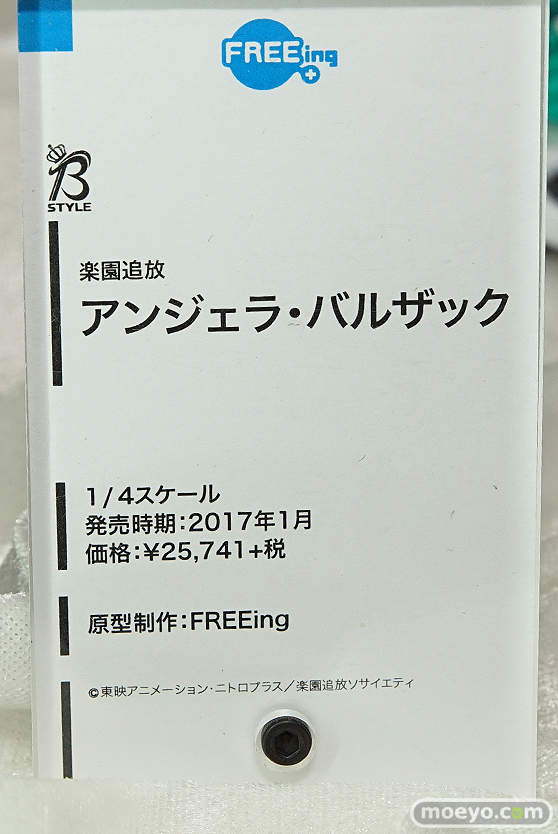 FREEing
B
STYLE
楽園追放
アンジェラ・バルザック
1/4スケール
発売時期：2017年1月
価格：¥25,741+税
原型制作：FREEing
©東映アニメーション・ニトロプラス／楽園追放ソサイエティ
moeyo.com